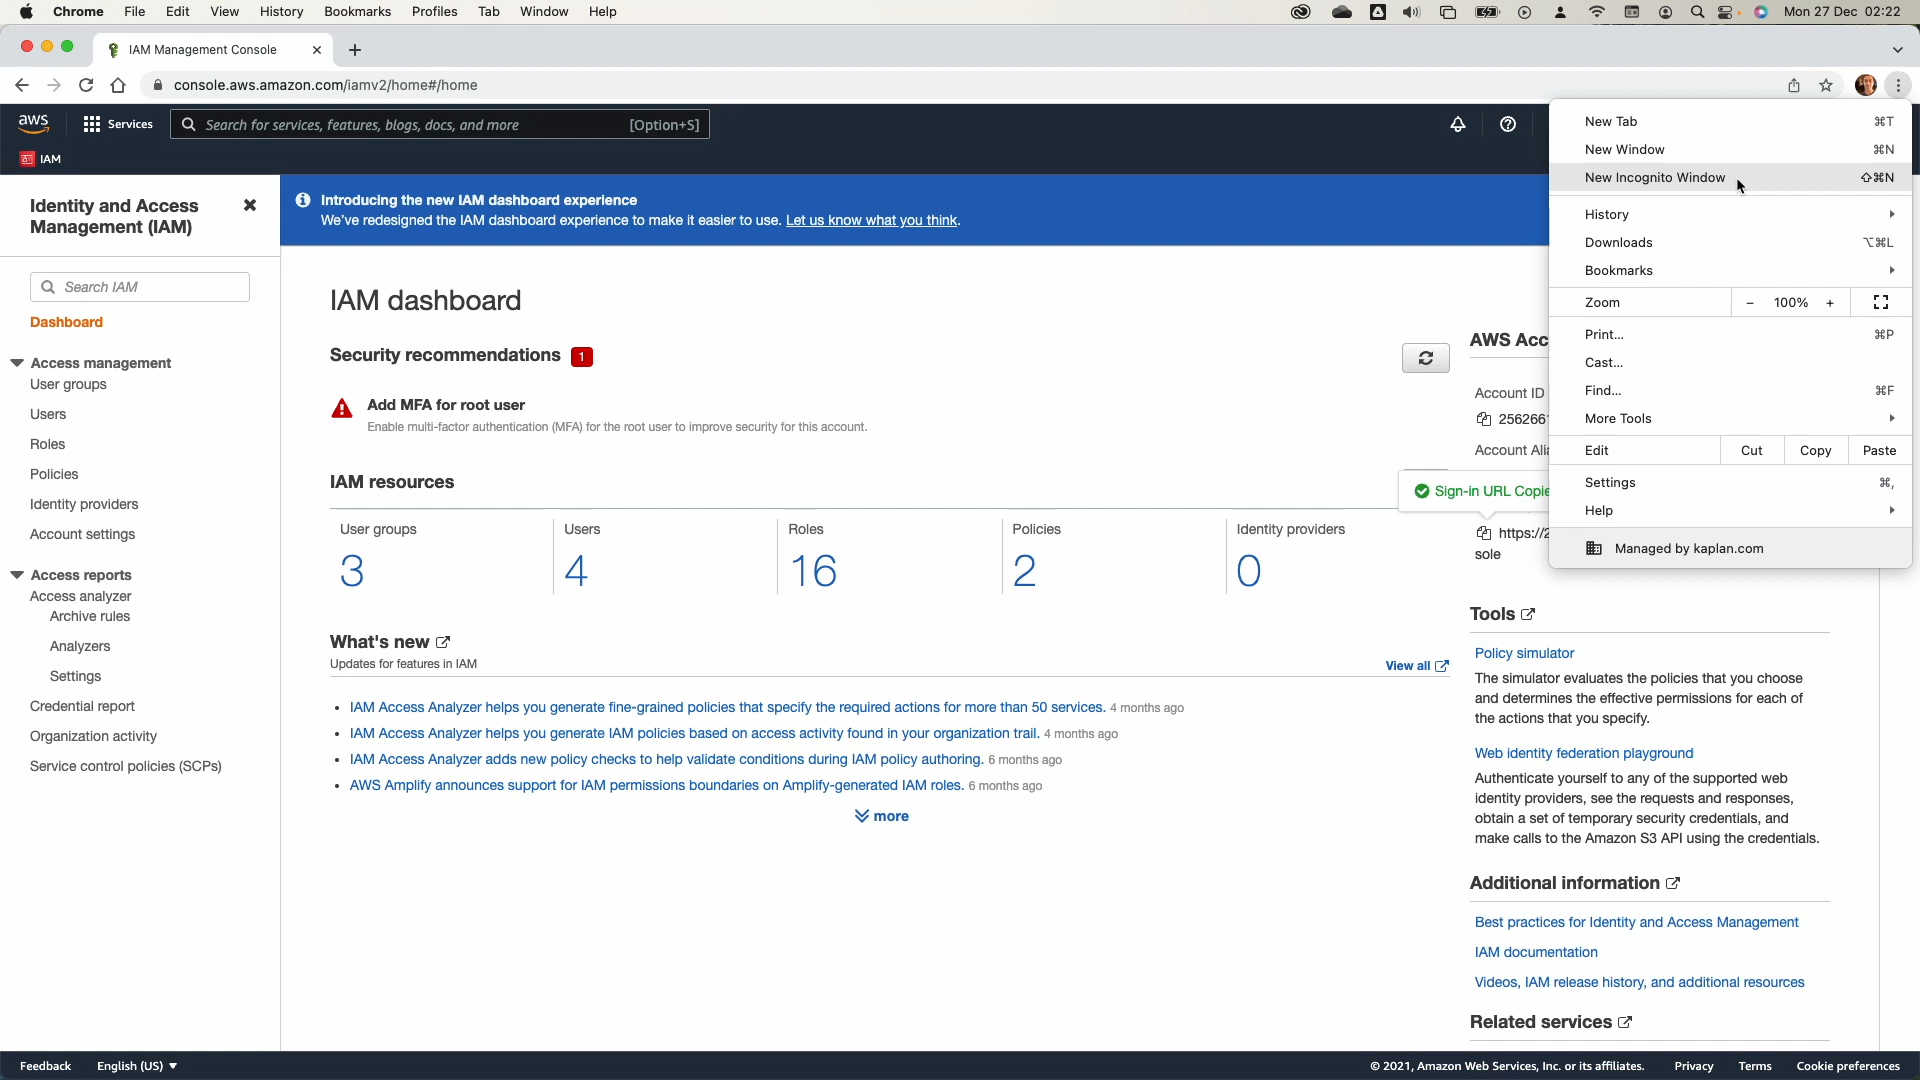 Chrome File Edit View History Bookmarks Profiles Tab Window Help Mon 27 Dec 02:22
IAM Management Console
console.aws.amazon.com/iamv2/home#/home
aws Services Search for services, features, blogs, docs, and more [Option+S]
IAM
Identity and Access
Management (IAM)
Search IAM
Dashboard
Access management
User groups
Users
Roles
Policies
Identity providers
Account settings
Access reports
Access analyzer
Archive rules
Analyzers
Settings
Credential report
Organization activity
Service control policies (SCPs)
Introducing the new IAM dashboard experience
We've redesigned the IAM dashboard experience to make it easier to use. Let us know what you think.
IAM dashboard
Security recommendations 1
Add MFA for root user
Enable multi-factor authentication (MFA) for the root user to improve security for this account.
IAM resources
User groups Users Roles Policies Identity providers
3 4 16 2 0
What's new
Updates for features in IAM
View all
• IAM Access Analyzer helps you generate fine-grained policies that specify the required actions for more than 50 services. 4 months ago
• IAM Access Analyzer helps you generate IAM policies based on access activity found in your organization trail. 4 months ago
• IAM Access Analyzer adds new policy checks to help validate conditions during IAM policy authoring. 6 months ago
• AWS Amplify announces support for IAM permissions boundaries on Amplify-generated IAM roles. 6 months ago
more
AWS Acc
Account ID
256266
Account Ali
Sign-in URL Copie
https://2
sole
Tools
Policy simulator
The simulator evaluates the policies that you choose
and determines the effective permissions for each of
the actions that you specify.
Web identity federation playground
Authenticate yourself to any of the supported web
identity providers, see the requests and responses,
obtain a set of temporary security credentials, and
make calls to the Amazon S3 API using the credentials.
Additional information
Best practices for Identity and Access Management
IAM documentation
Videos, IAM release history, and additional resources
Related services
New Tab ⌘T
New Window ⌘N
New Incognito Window ⇧⌘N
History
Downloads ⌥⌘L
Bookmarks
Zoom − 100% +
Print... ⌘P
Cast...
Find... ⌘F
More Tools
Edit Cut Copy Paste
Settings ⌘,
Help
Managed by kaplan.com
Feedback English (US) © 2021, Amazon Web Services, Inc. or its affiliates. Privacy Terms Cookie preferences